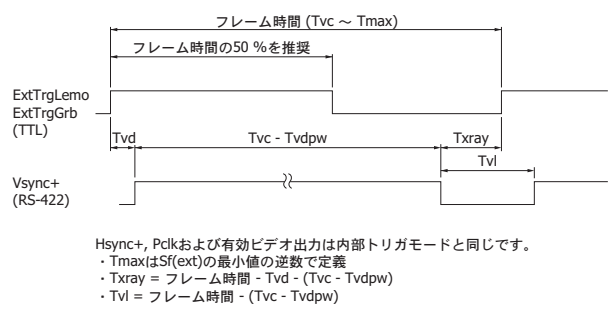 フレーム時間 (Tvc ～ Tmax)
フレーム時間の50 %を推奨
ExtTrgLemo
ExtTrgGrb
(TTL)
Tvd
Tvc - Tvdpw
Txray
Tvl
Vsync+
(RS-422)
Hsync+, Pclkおよび有効ビデオ出力は内部トリガモードと同じです。
・TmaxはSf(ext)の最小値の逆数で定義
・Txray = フレーム時間 - Tvd - (Tvc - Tvdpw)
・Tvl = フレーム時間 - (Tvc - Tvdpw)